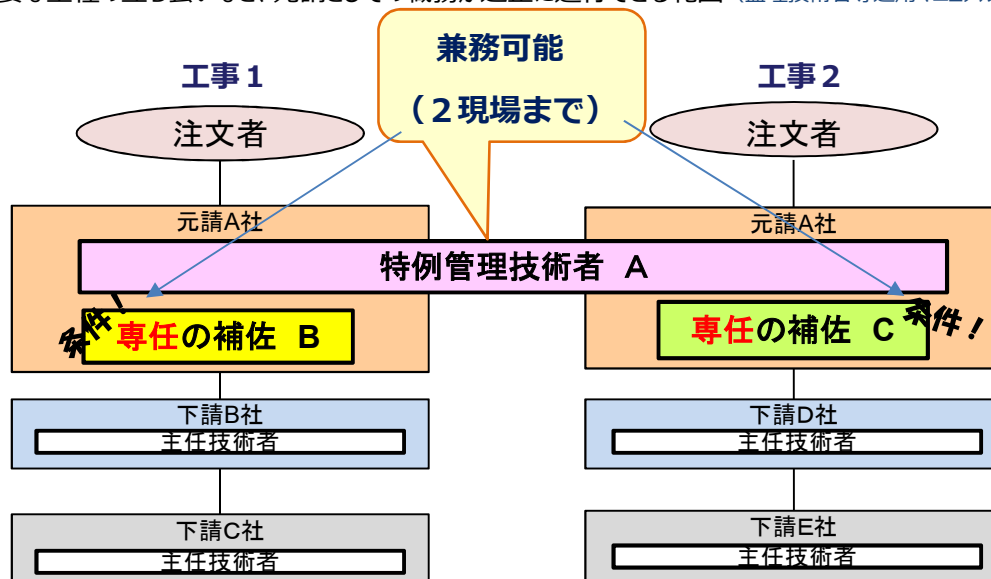 兼務可能
（２現場まで）
工事１
注文者
元請A社
工事２
注文者
元請A社
特例管理技術者 A
条件！
専任の補佐 B
専任の補佐 C
条件！
下請B社
主任技術者
下請D社
主任技術者
下請C社
主任技術者
下請E社
主任技術者